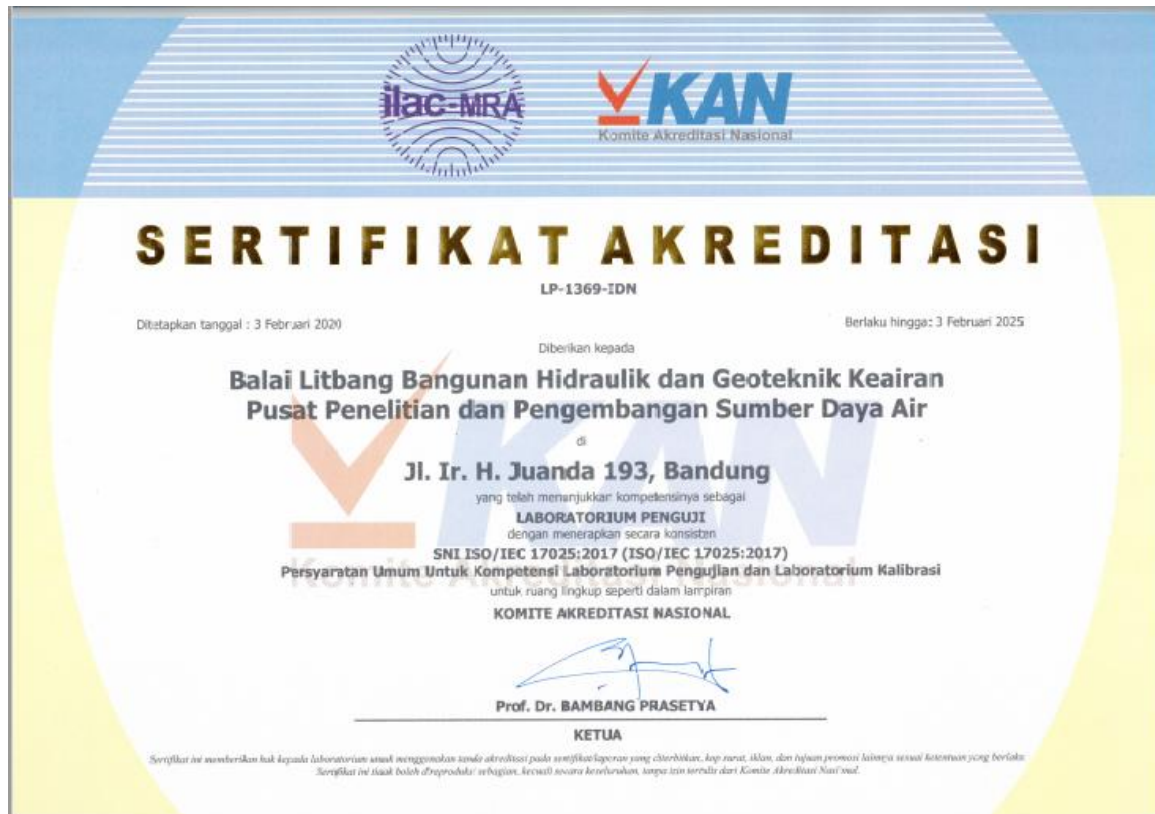 ilac-MRA
KAN
Komite Akreditasi Nasional
SERTIFIKAT AKREDITASI
LP-1369-IDN
Ditetapkan tanggal : 3 Februari 2020
Berlaku hingga: 3 Februari 2025
Diberikan kepada
Balai Litbang Bangunan Hidraulik dan Geoteknik Keairan
Pusat Penelitian dan Pengembangan Sumber Daya Air
di
Jl. Ir. H. Juanda 193, Bandung
yang telah menunjukkan kompetensinya sebagai
LABORATORIUM PENGUJI
dengan menerapkan secara konsisten
SNI ISO/IEC 17025:2017 (ISO/IEC 17025:2017)
Persyaratan Umum Untuk Kompetensi Laboratorium Pengujian dan Laboratorium Kalibrasi
untuk ruang lingkup seperti dalam lampiran
KOMITE AKREDITASI NASIONAL
KAN
Komite Akreditasi Nasional
Prof. Dr. BAMBANG PRASETYA
KETUA
Sertifikat ini memberikan hak kepada laboratorium untuk menggunakan tanda akreditasi pada sertifikat/laporan yang diterbitkan, kop surat, iklan, dan tujuan promosi lainnya sesuai ketentuan yang berlaku.
Sertifikat ini tidak boleh direproduksi sebagian, kecuali secara keseluruhan, tanpa izin tertulis dari Komite Akreditasi Nasional.